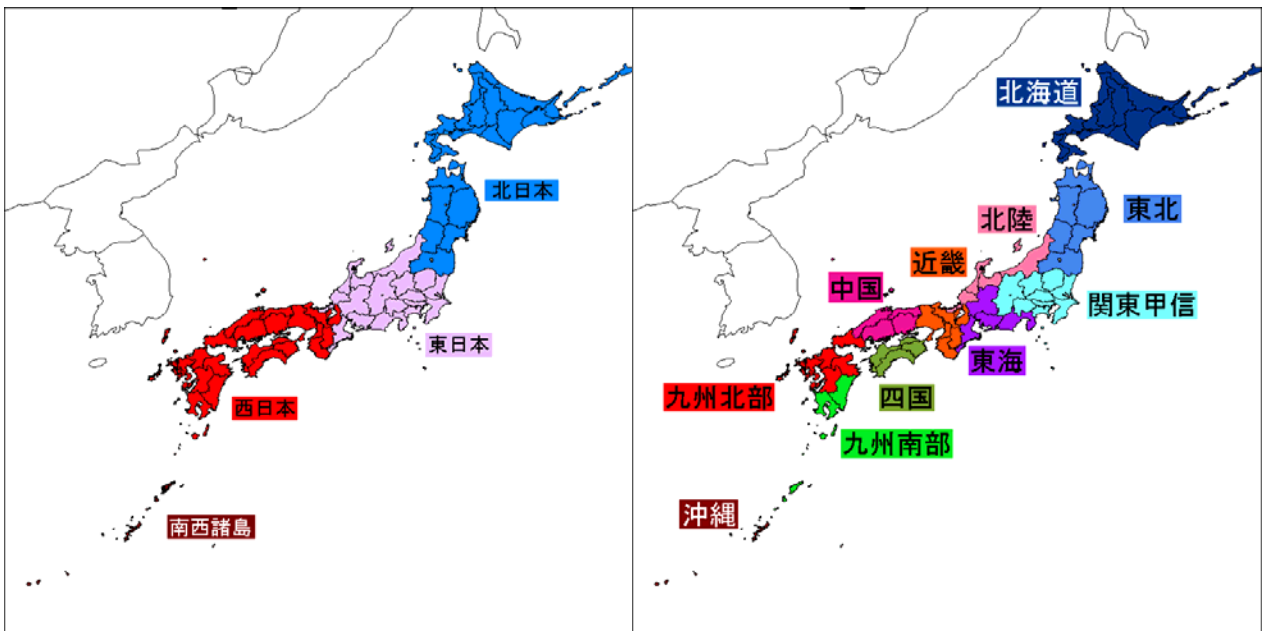 北日本
東日本
西日本
南西諸島
北海道
東北
北陸
近畿
中国
関東甲信
東海
九州北部
四国
九州南部
沖縄